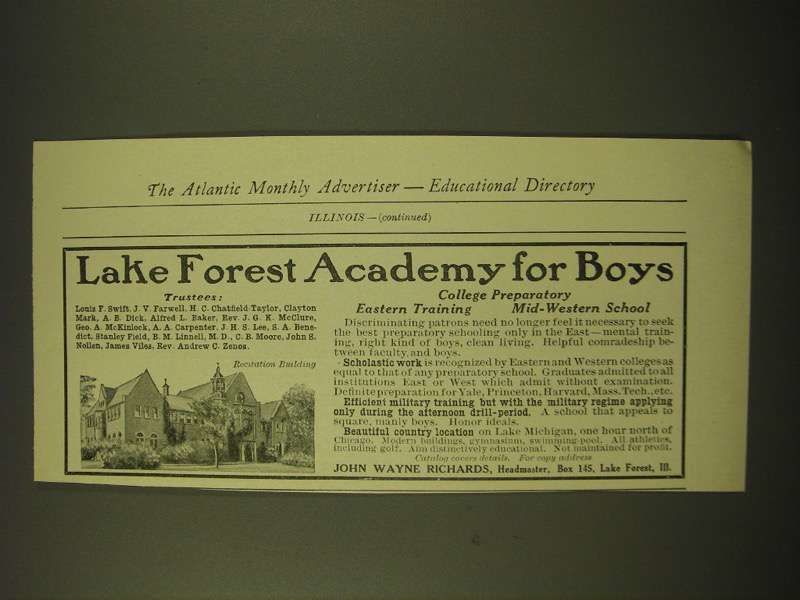 The Atlantic Monthly Advertiser — Educational Directory
ILLINOIS — (continued)
Lake Forest Academy for Boys
Trustees:
Louis F. Swift, J. V. Farwell, H. C. Chatfield-Taylor, Clayton
Mark, A. B. Dick, Alfred L. Baker, Rev. J. G. K. McClure,
Geo. A. McKinlock, A. A. Carpenter, J. H. S. Lee, S. A. Bene-
dict, Stanley Field, B. M. Linnell, M. D., C. B. Moore, John S.
Nollen, James Viles, Rev. Andrew C. Zenos.
Recitation Building
College Preparatory
Eastern Training Mid-Western School
Discriminating patrons need no longer feel it necessary to seek
the best preparatory schooling only in the East—mental train-
ing, right kind of boys, clean living. Helpful comradeship be-
tween faculty, and boys.
Scholastic work is recognized by Eastern and Western colleges as
equal to that of any preparatory school. Graduates admitted to all
institutions East or West which admit without examination.
Definite preparation for Yale, Princeton, Harvard, Mass. Tech., etc.
Efficient military training but with the military regime applying
only during the afternoon drill-period. A school that appeals to
square, manly boys. Honor ideals.
Beautiful country location on Lake Michigan, one hour north of
Chicago. Modern buildings, gymnasium, swimming-pool. All athletics,
including golf. Aim distinctively educational. Not maintained for profit.
Catalog covers details. For copy address
JOHN WAYNE RICHARDS, Headmaster, Box 145, Lake Forest, Ill.